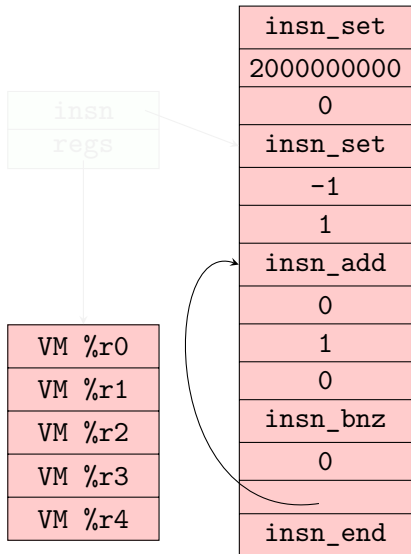 insn
regs
VM %r0
VM %r1
VM %r2
VM %r3
VM %r4
insn_set
2000000000
0
insn_set
-1
1
insn_add
0
1
0
insn_bnz
0
insn_end